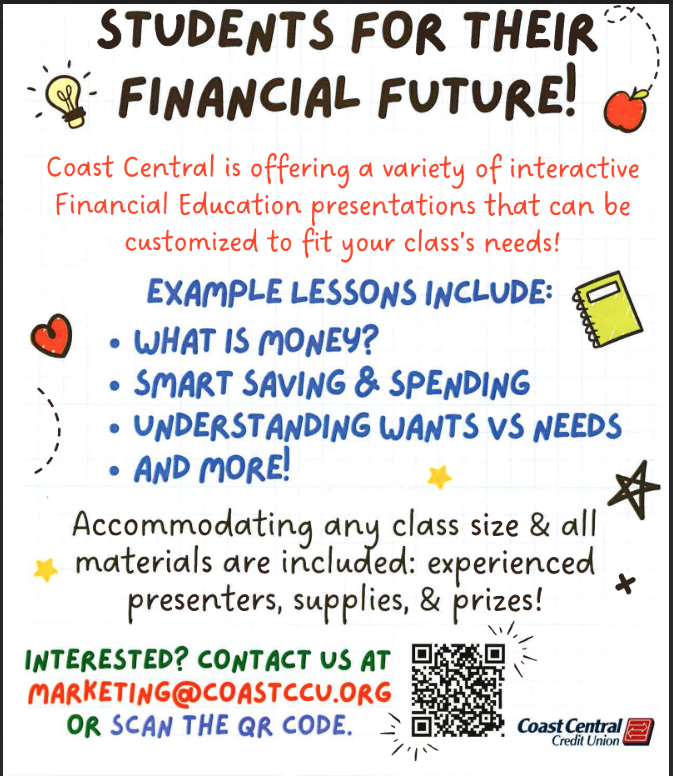 STUDENTS FOR THEIR
FINANCIAL FUTURE!
Coast Central is offering a variety of interactive
Financial Education presentations that can be
customized to fit your class's needs!
EXAMPLE LESSONS INCLUDE:
• WHAT IS MONEY?
• SMART SAVING & SPENDING
• UNDERSTANDING WANTS VS NEEDS
• AND MORE!
Accommodating any class size & all
materials are included: experienced
presenters, supplies, & prizes!
INTERESTED? CONTACT US AT
MARKETING@COASTCCU.ORG
OR SCAN THE QR CODE.
Coast Central
Credit Union